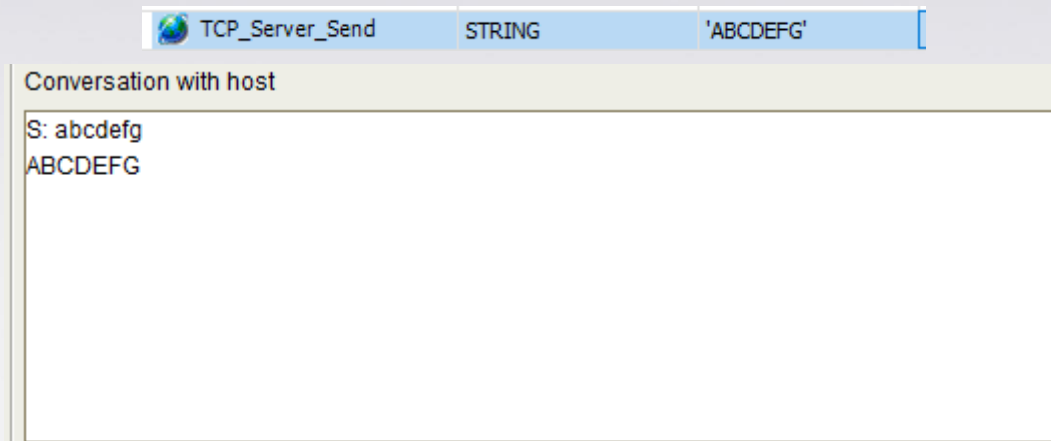 TCP_Server_Send STRING 'ABCDEFG'
Conversation with host
S: abcdefg
ABCDEFG